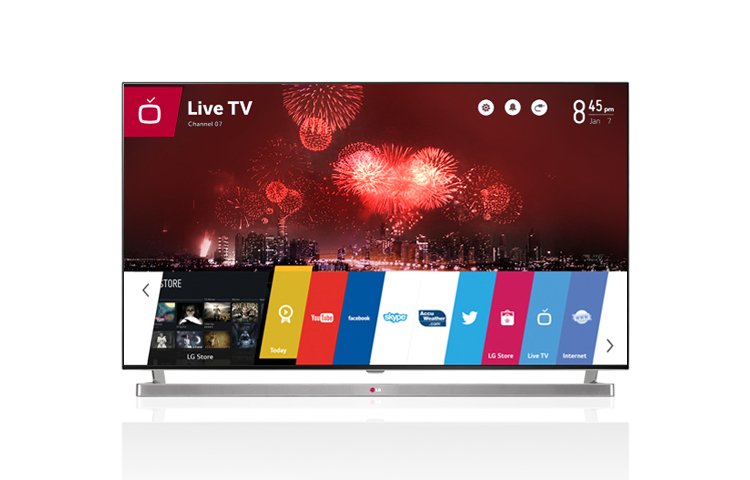 Live TV
Channel 07
8 45 pm
Jan 7
STORE
LG Store
Today
YouTube
facebook
skype
Accu
Weather
.com
LG Store
Live TV
Internet
LG